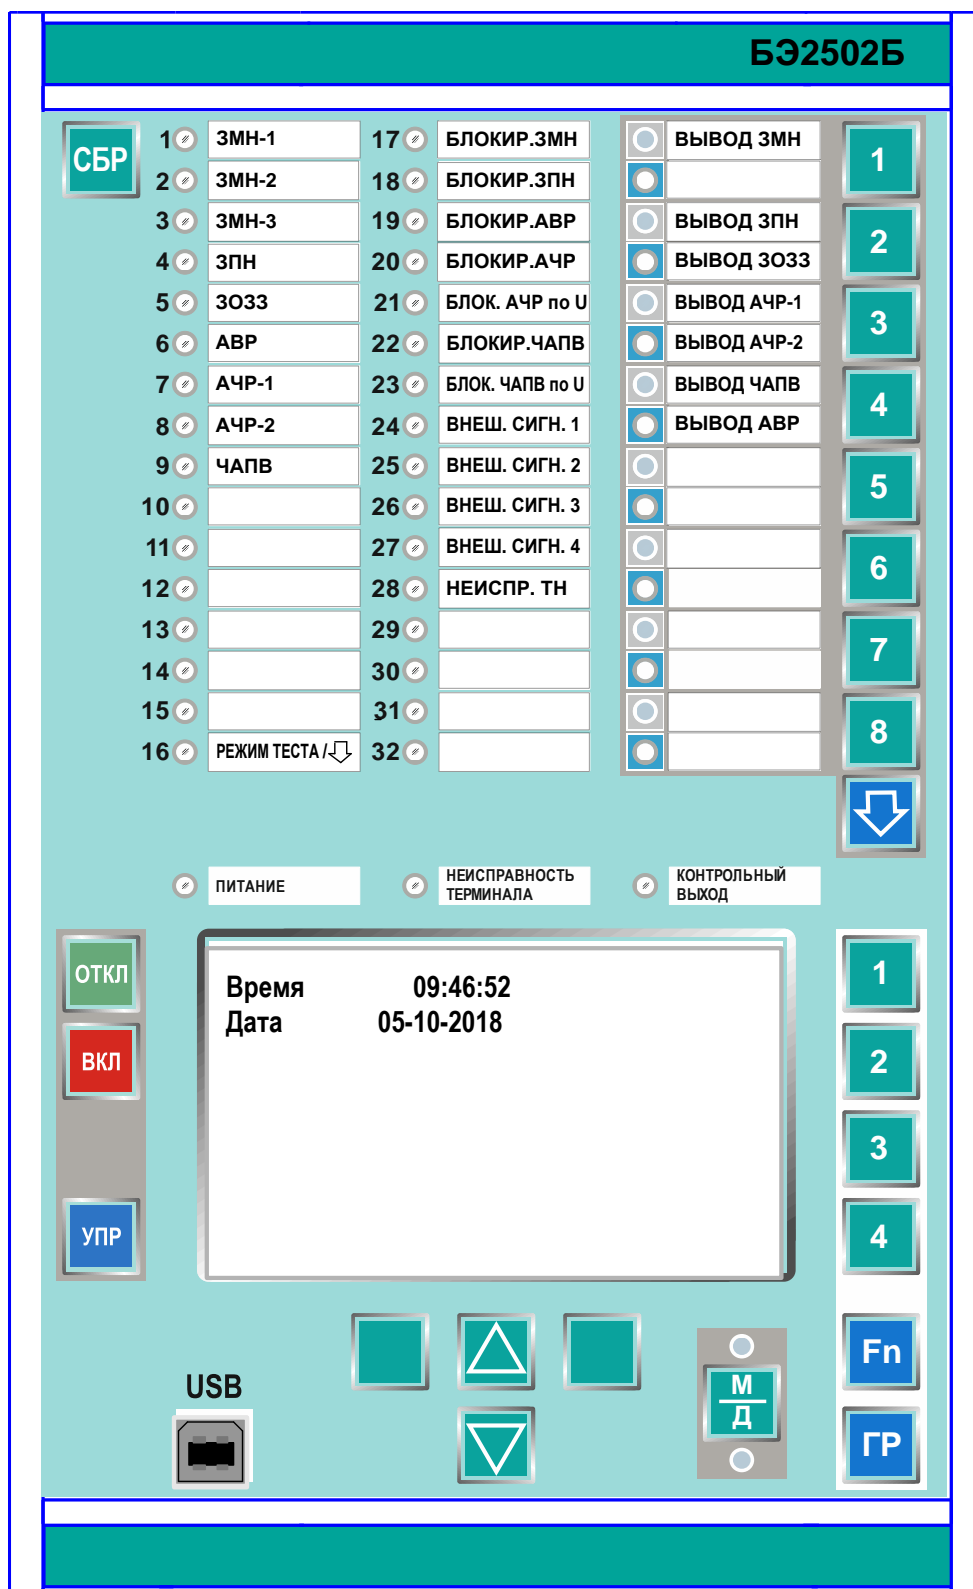 БЭ2502Б
СБР
1 ЗМН-1 17 БЛОКИР.ЗМН ВЫВОД ЗМН 1
2 ЗМН-2 18 БЛОКИР.ЗПН
3 ЗМН-3 19 БЛОКИР.АВР ВЫВОД ЗПН 2
4 ЗПН 20 БЛОКИР.АЧР ВЫВОД ЗОЗЗ
5 ЗОЗЗ 21 БЛОК. АЧР по U ВЫВОД АЧР-1 3
6 АВР 22 БЛОКИР.ЧАПВ ВЫВОД АЧР-2
7 АЧР-1 23 БЛОК. ЧАПВ по U ВЫВОД ЧАПВ 4
8 АЧР-2 24 ВНЕШ. СИГН. 1 ВЫВОД АВР
9 ЧАПВ 25 ВНЕШ. СИГН. 2 5
10 26 ВНЕШ. СИГН. 3
11 27 ВНЕШ. СИГН. 4 6
12 28 НЕИСПР. ТН
13 29 7
14 30
15 31 8
16 РЕЖИМ ТЕСТА / 32
ПИТАНИЕ
НЕИСПРАВНОСТЬ
ТЕРМИНАЛА
КОНТРОЛЬНЫЙ
ВЫХОД
ОТКЛ
ВКЛ
УПР
Время 09:46:52
Дата 05-10-2018
1
2
3
4
Fn
ГР
USB
М
Д